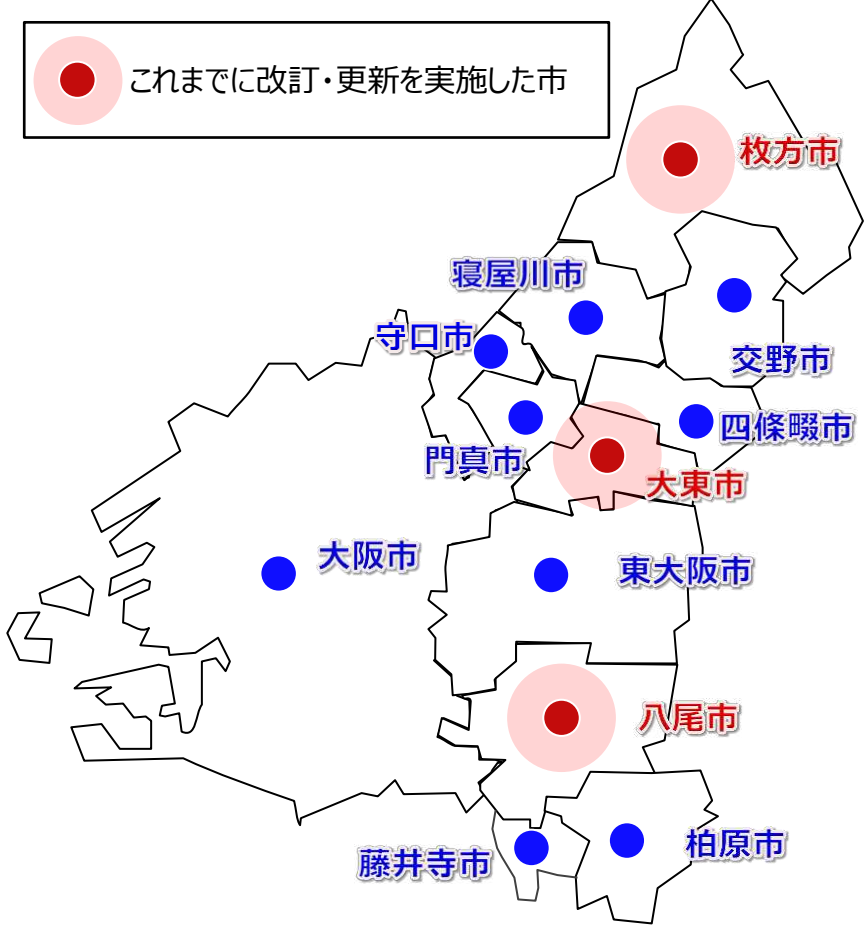 これまでに改訂・更新を実施した市
枚方市
寝屋川市
守口市
交野市
四條畷市
門真市
大東市
大阪市
東大阪市
八尾市
柏原市
藤井寺市